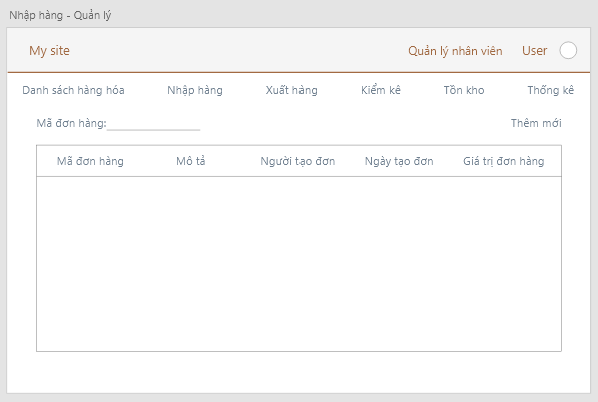 Nhập hàng - Quản lý
My site Quản lý nhân viên User
Danh sách hàng hóa Nhập hàng Xuất hàng Kiểm kê Tồn kho Thống kê
Mã đơn hàng: Thêm mới
Mã đơn hàng Mô tả Người tạo đơn Ngày tạo đơn Giá trị đơn hàng